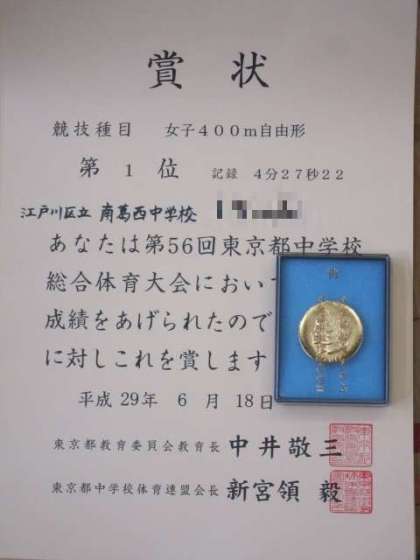 賞状
競技種目 女子400m自由形
第1位 記録 4分27秒22
江戸川区立 南葛西中学校
あなたは第56回東京都中学校
総合体育大会におい
成績をあげられたので
に対しこれを賞します
平成29年6月18日
東京都教育委員会教育長 中井敬三
東京都中学校体育連盟会長 新宮領 毅